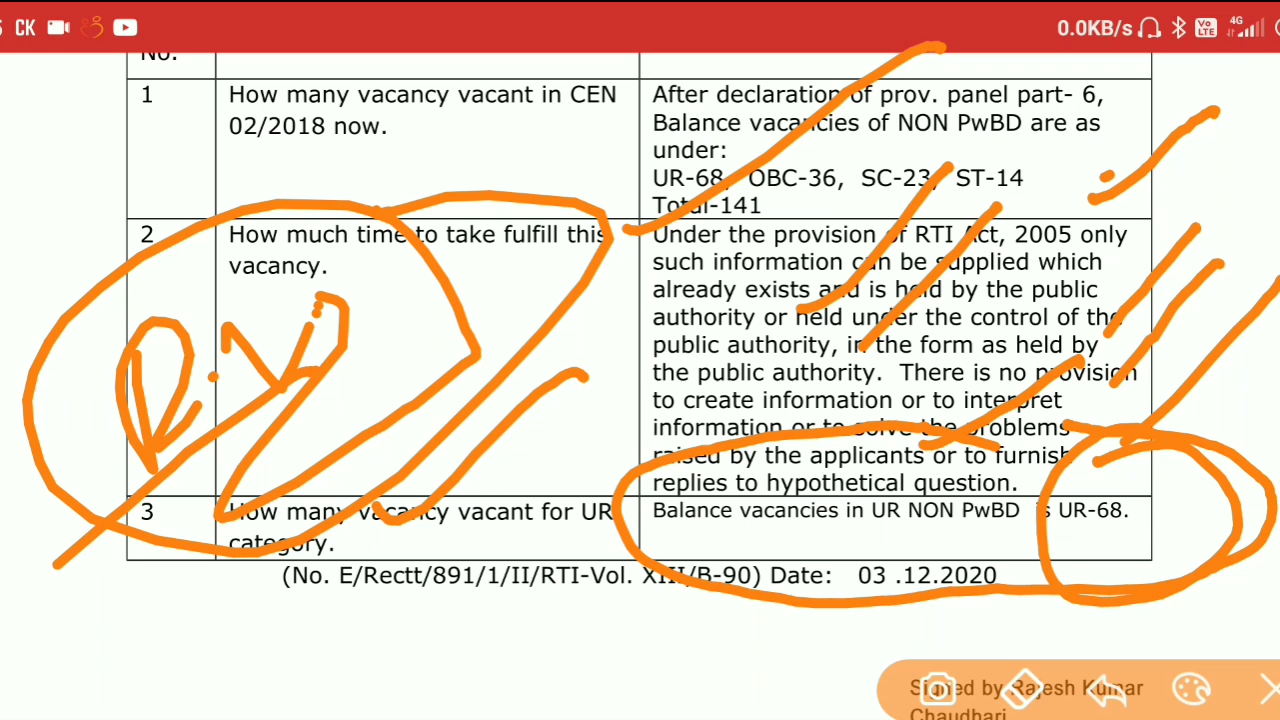 CK 0.0KB/s Vo LTE 4G
No.
1 How many vacancy vacant in CEN
02/2018 now.
After declaration of prov. panel part- 6,
Balance vacancies of NON PwBD are as
under:
UR-68, OBC-36, SC-23, ST-14
Total-141
2 How much time to take fulfill this
vacancy.
Under the provision of RTI Act, 2005 only
such information can be supplied which
already exists and is held by the public
authority or held under the control of the
public authority, in the form as held by
the public authority. There is no provision
to create information or to interpret
information or to solve the problems
raised by the applicants or to furnish
replies to hypothetical question.
3 How many vacancy vacant for UR
category.
Balance vacancies in UR NON PwBD is UR-68.
(No. E/Rectt/891/1/II/RTI-Vol. XIII/B-90) Date: 03 .12.2020
Signed by Rajesh Kumar
Chaudhari